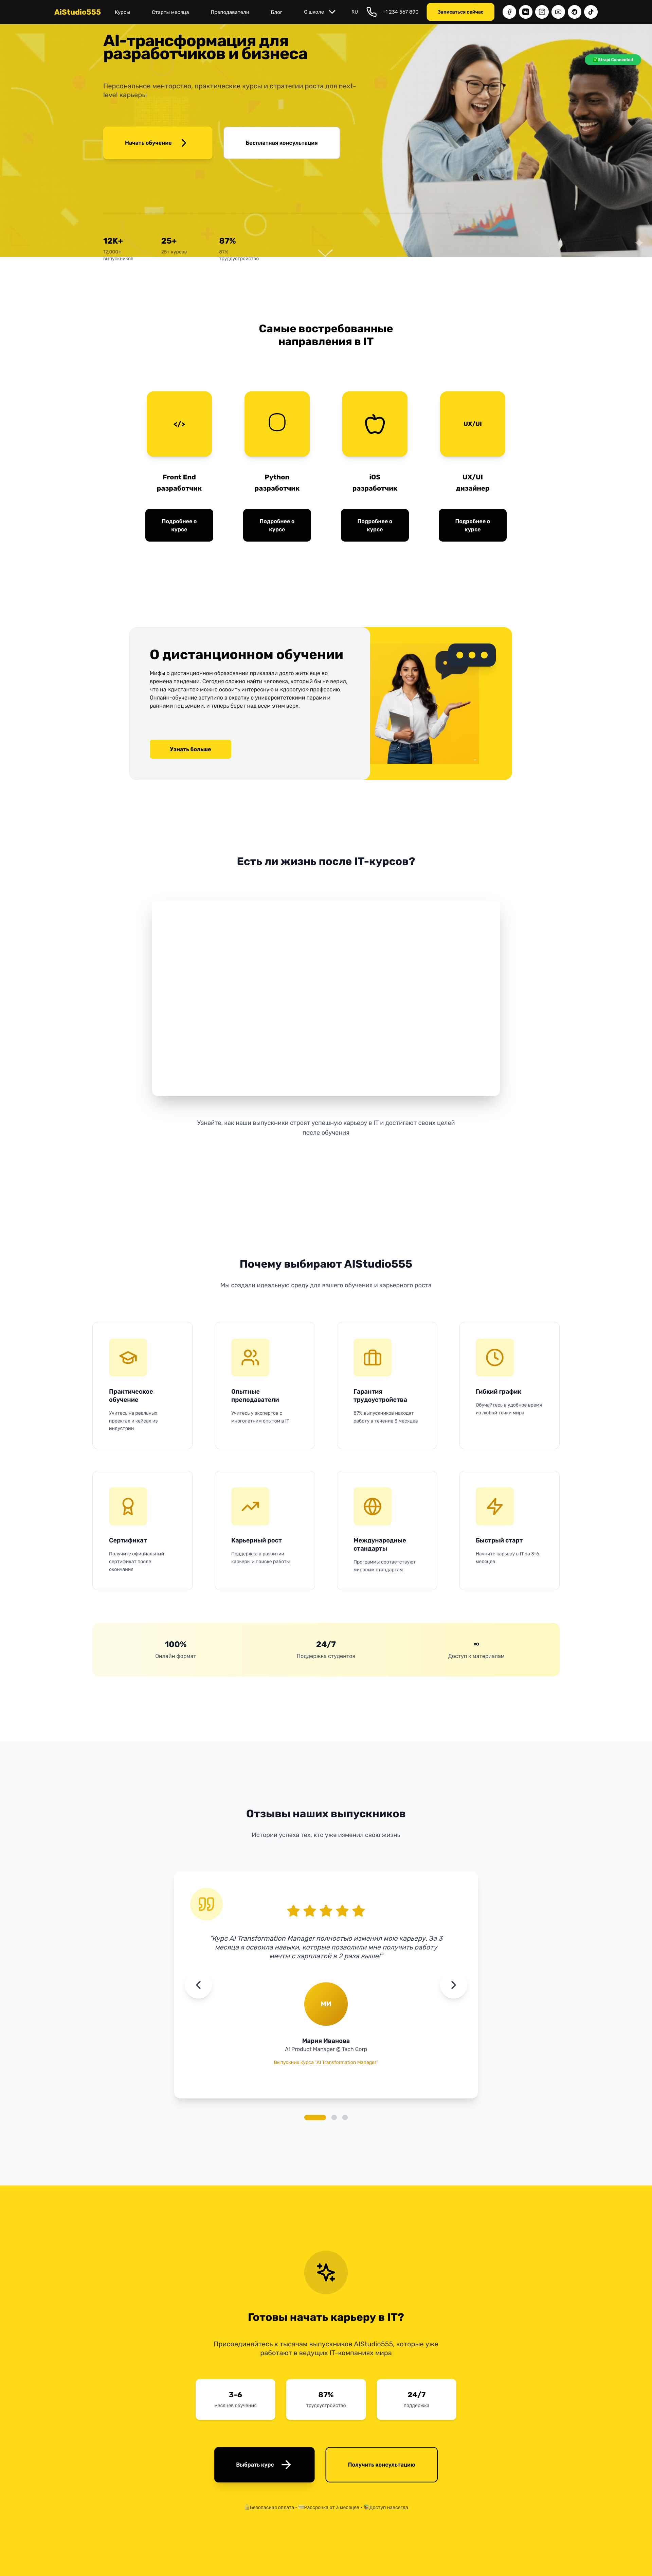 AiStudio555
Курсы
Старты месяца
Преподаватели
Блог
О школе
RU
+1 234 567 890
Записаться сейчас
Strapi Connected
AI-трансформация для
разработчиков и бизнеса
Персональное менторство, практические курсы и стратегии роста для next-
level карьеры
Начать обучение
Бесплатная консультация
12K+
25+
87%
12,000+
выпускников
25+ курсов
87%
трудоустройство
Самые востребованные
направления в IT
</>
UX/UI
Front End
разработчик
Python
разработчик
iOS
разработчик
UX/UI
дизайнер
Подробнее о
курсе
Подробнее о
курсе
Подробнее о
курсе
Подробнее о
курсе
О дистанционном обучении
Мифы о дистанционном образовании приказали долго жить еще во
времена пандемии. Сегодня сложно найти человека, который бы не верил,
что на «дистанте» можно освоить интересную и «дорогую» профессию.
Онлайн-обучение вступило в схватку с университетскими парами и
ранними подъемами, и теперь берет над всем этим верх.
Узнать больше
Есть ли жизнь после IT-курсов?
Узнайте, как наши выпускники строят успешную карьеру в IT и достигают своих целей
после обучения
Почему выбирают AIStudio555
Мы создали идеальную среду для вашего обучения и карьерного роста
Практическое
обучение
Учитесь на реальных
проектах и кейсах из
индустрии
Опытные
преподаватели
Учитесь у экспертов с
многолетним опытом в IT
Гарантия
трудоустройства
87% выпускников находят
работу в течение 3 месяцев
Гибкий график
Обучайтесь в удобное время
из любой точки мира
Сертификат
Получите официальный
сертификат после
окончания
Карьерный рост
Поддержка в развитии
карьеры и поиске работы
Международные
стандарты
Программы соответствуют
мировым стандартам
Быстрый старт
Начните карьеру в IT за 3-6
месяцев
100%
Онлайн формат
24/7
Поддержка студентов
∞
Доступ к материалам
Отзывы наших выпускников
Истории успеха тех, кто уже изменил свою жизнь
"Курс AI Transformation Manager полностью изменил мою карьеру. За 3
месяца я освоила навыки, которые позволили мне получить работу
мечты с зарплатой в 2 раза выше!"
МИ
Мария Иванова
AI Product Manager @ Tech Corp
Выпускник курса "AI Transformation Manager"
Готовы начать карьеру в IT?
Присоединяйтесь к тысячам выпускников AIStudio555, которые уже
работают в ведущих IT-компаниях мира
3-6
месяцев обучения
87%
трудоустройство
24/7
поддержка
Выбрать курс
Получить консультацию
Безопасная оплата • Рассрочка от 3 месяцев • Доступ навсегда